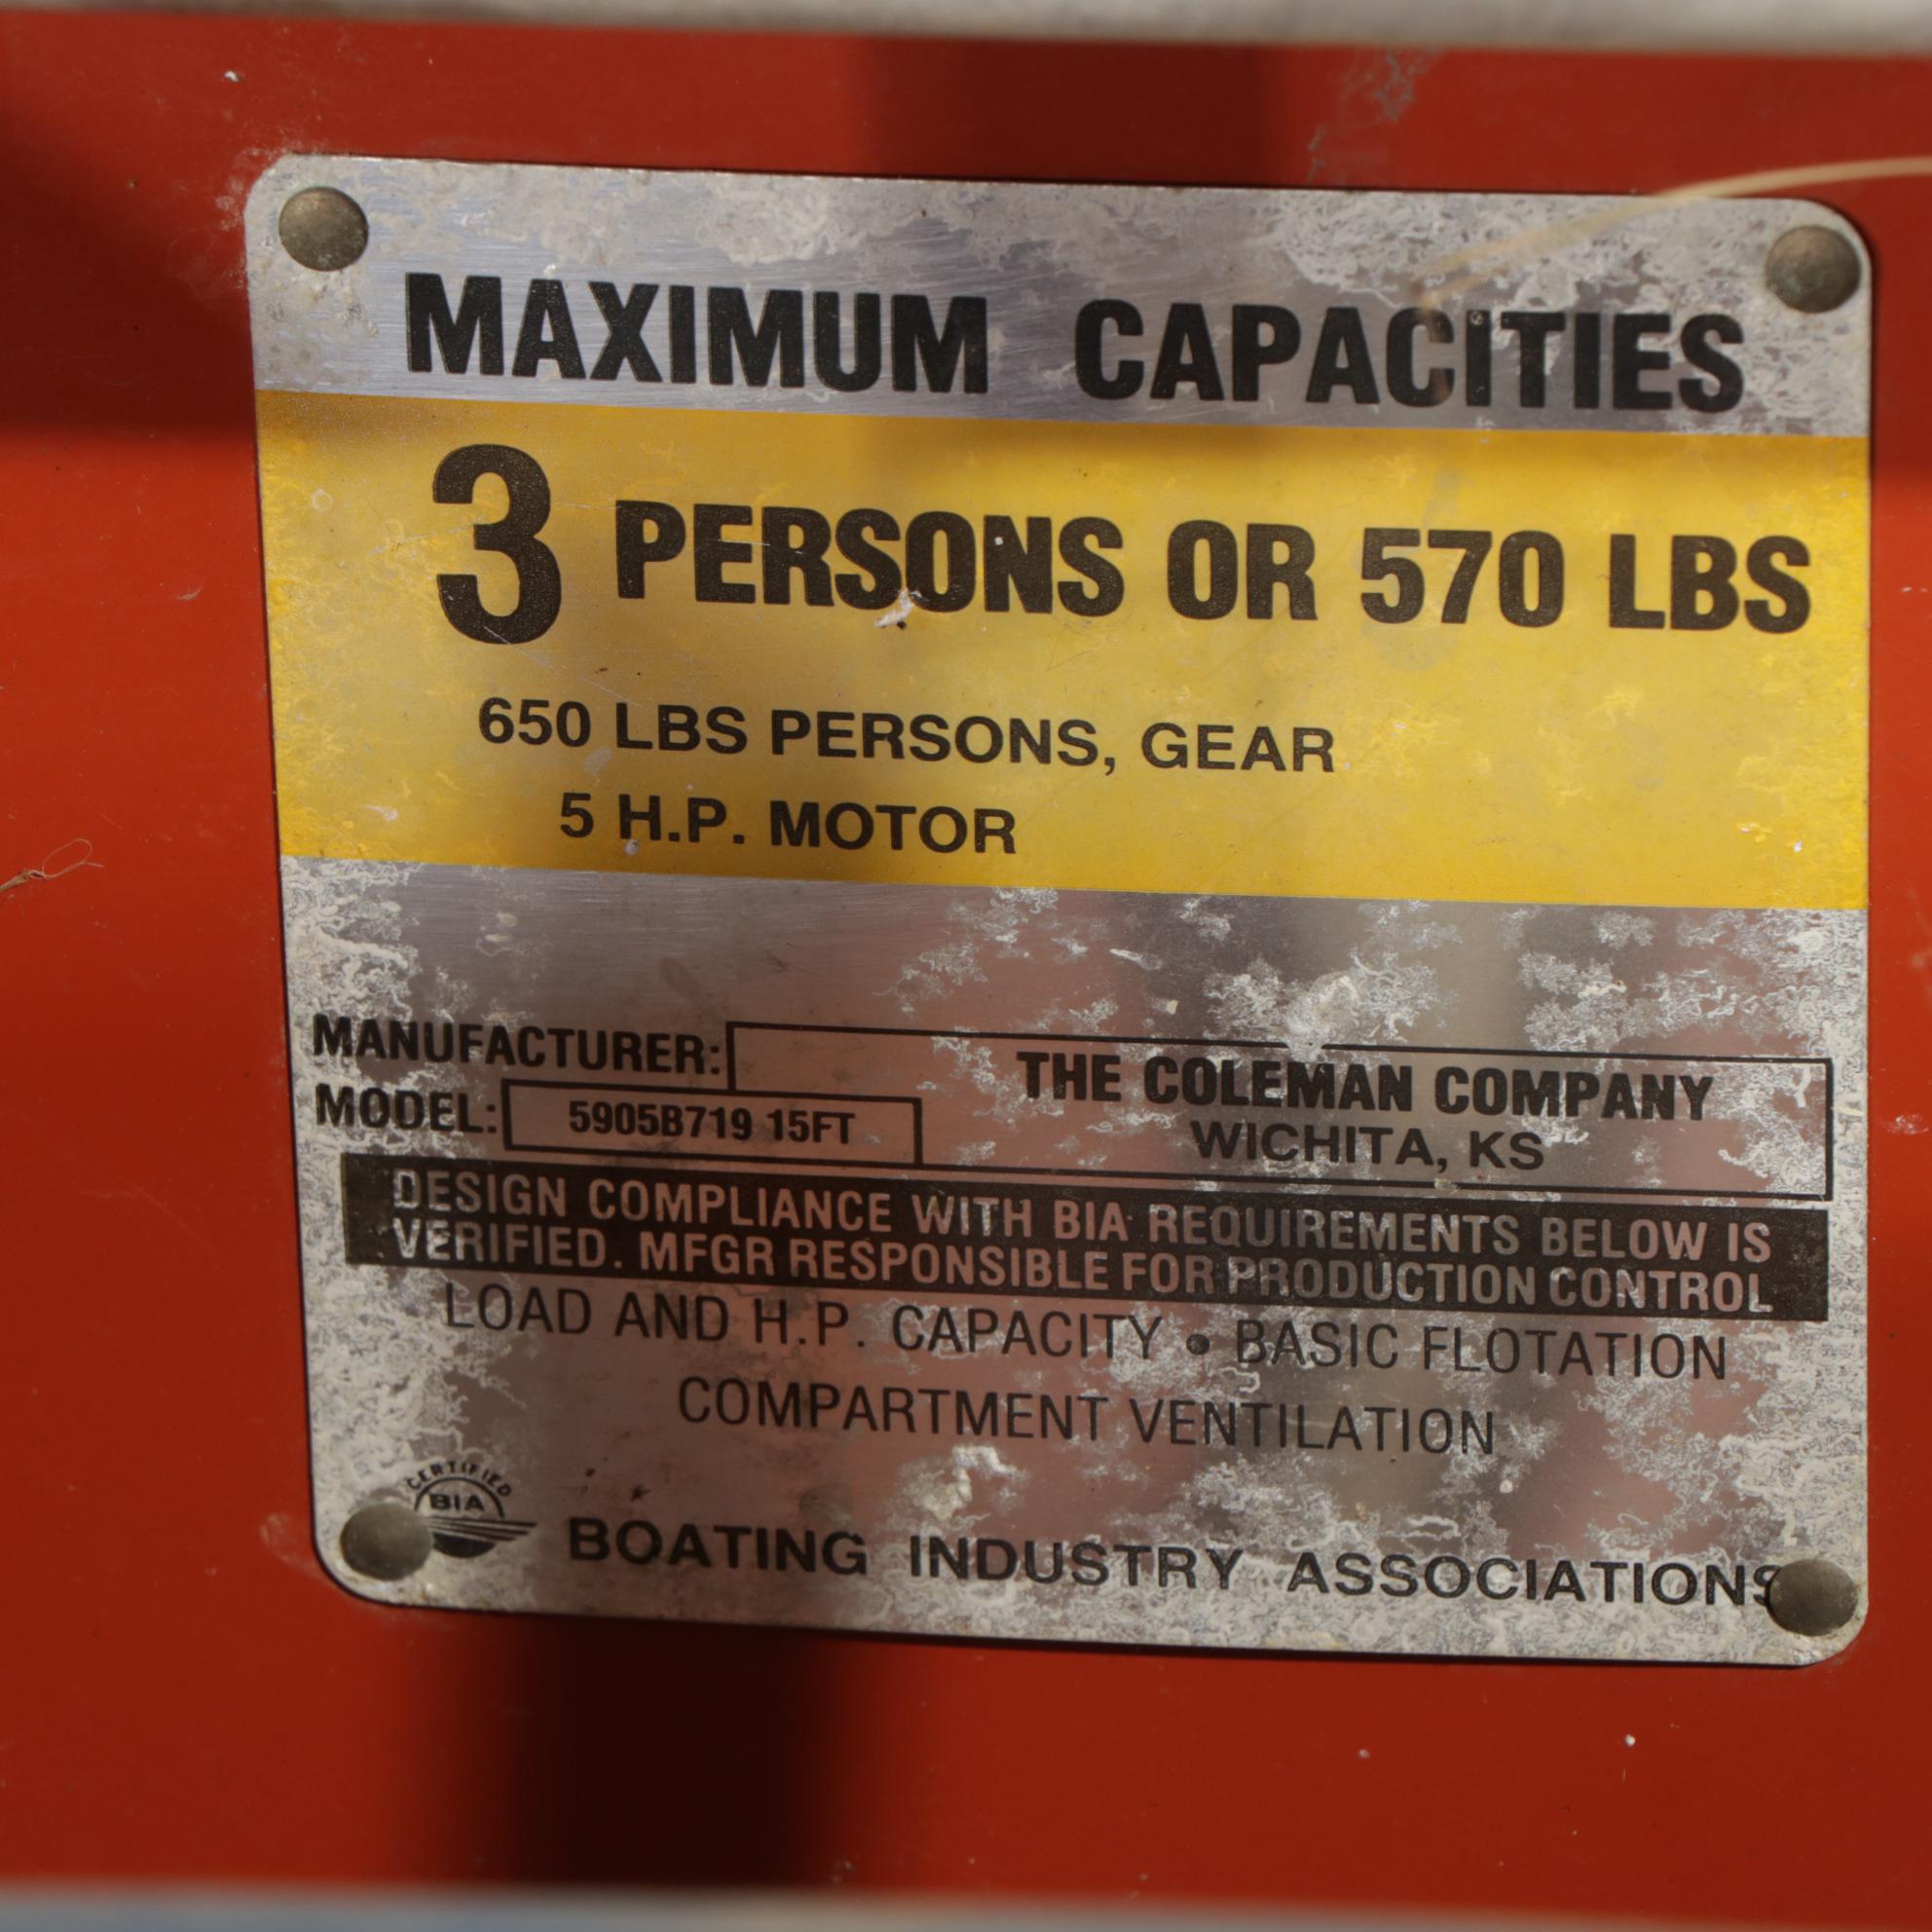 MAXIMUM CAPACITIES
3 PERSONS OR 570 LBS
650 LBS PERSONS, GEAR
5 H.P. MOTOR
MANUFACTURER:
THE COLEMAN COMPANY
WICHITA, KS
MODEL: 5905B719 15FT
DESIGN COMPLIANCE WITH BIA REQUIREMENTS BELOW IS
VERIFIED. MFGR RESPONSIBLE FOR PRODUCTION CONTROL
LOAD AND H.P. CAPACITY • BASIC FLOTATION
COMPARTMENT VENTILATION
CERTIFIED
BIA
BOATING INDUSTRY ASSOCIATIONS